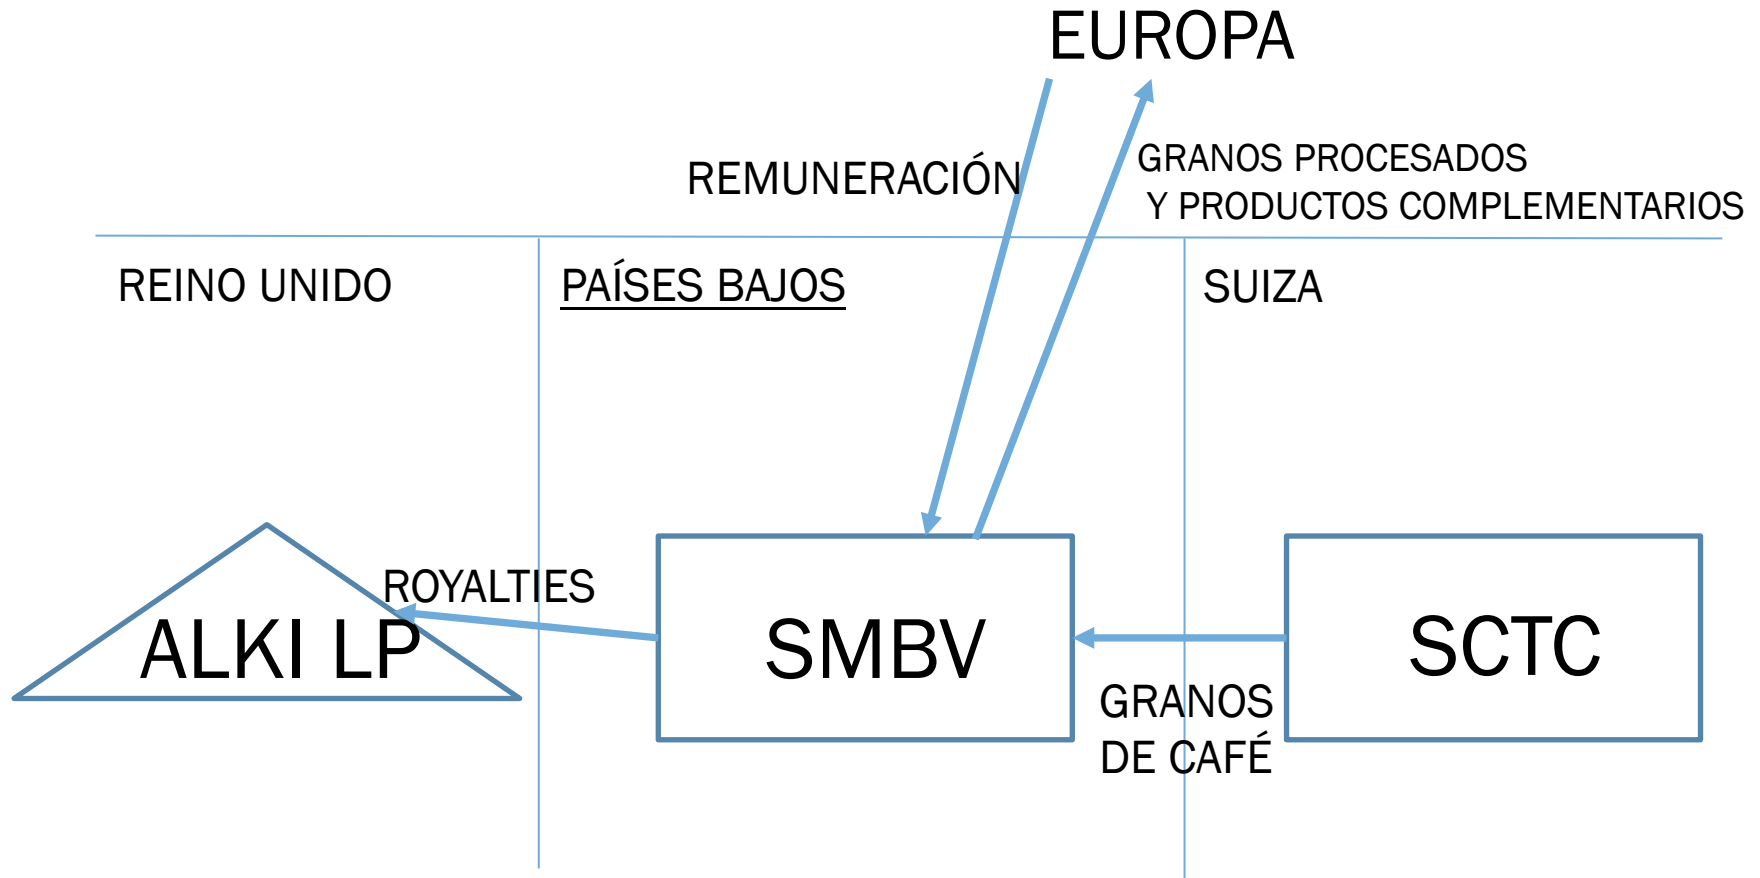 EUROPA
REMUNERACIÓN
GRANOS PROCESADOS
Y PRODUCTOS COMPLEMENTARIOS
REINO UNIDO
PAÍSES BAJOS
SUIZA
ROYALTIES
ALKI LP
SMBV
SCTC
GRANOS
DE CAFÉ